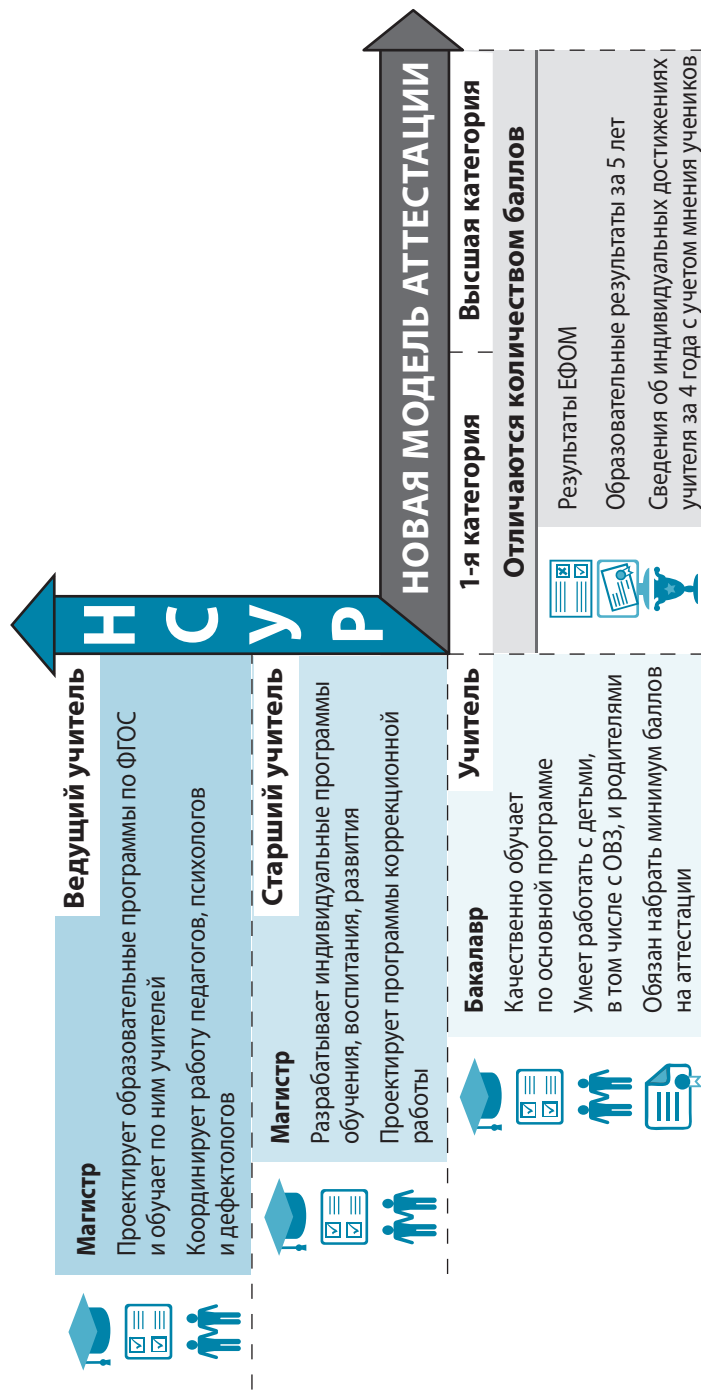 Ведущий учитель
Магистр
Проектирует образовательные программы по ФГОС
и обучает по ним учителей
Координирует работу педагогов, психологов
и дефектологов
Старший учитель
Магистр
Разрабатывает индивидуальные программы
обучения, воспитания, развития
Проектирует программы коррекционной
работы
Учитель
Бакалавр
Качественно обучает
по основной программе
Умеет работать с детьми,
в том числе с ОВЗ, и родителями
Обязан набрать минимум баллов
на аттестации
Н
С
У
Р
НОВАЯ МОДЕЛЬ АТТЕСТАЦИИ
1-я категория
Высшая категория
Отличаются количеством баллов
Результаты ЕФОМ
Образовательные результаты за 5 лет
Сведения об индивидуальных достижениях
учителя за 4 года с учетом мнения учеников